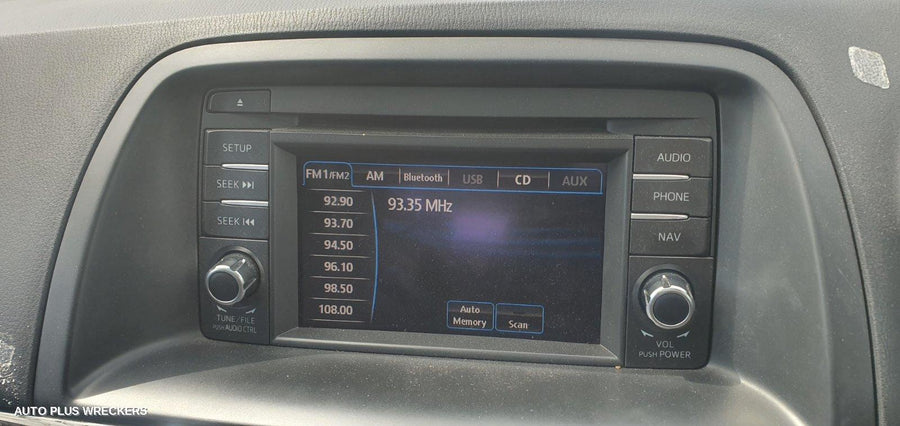 SETUP
SEEK ⏭
SEEK ⏮
TUNE/FILE
PUSH AUDIO CTRL
FM1/FM2 AM Bluetooth USB CD AUX
92.90
93.70
94.50
96.10
98.50
108.00
93.35 MHz
Auto
Memory
Scan
AUDIO
PHONE
NAV
VOL
PUSH POWER
AUTO PLUS WRECKERS